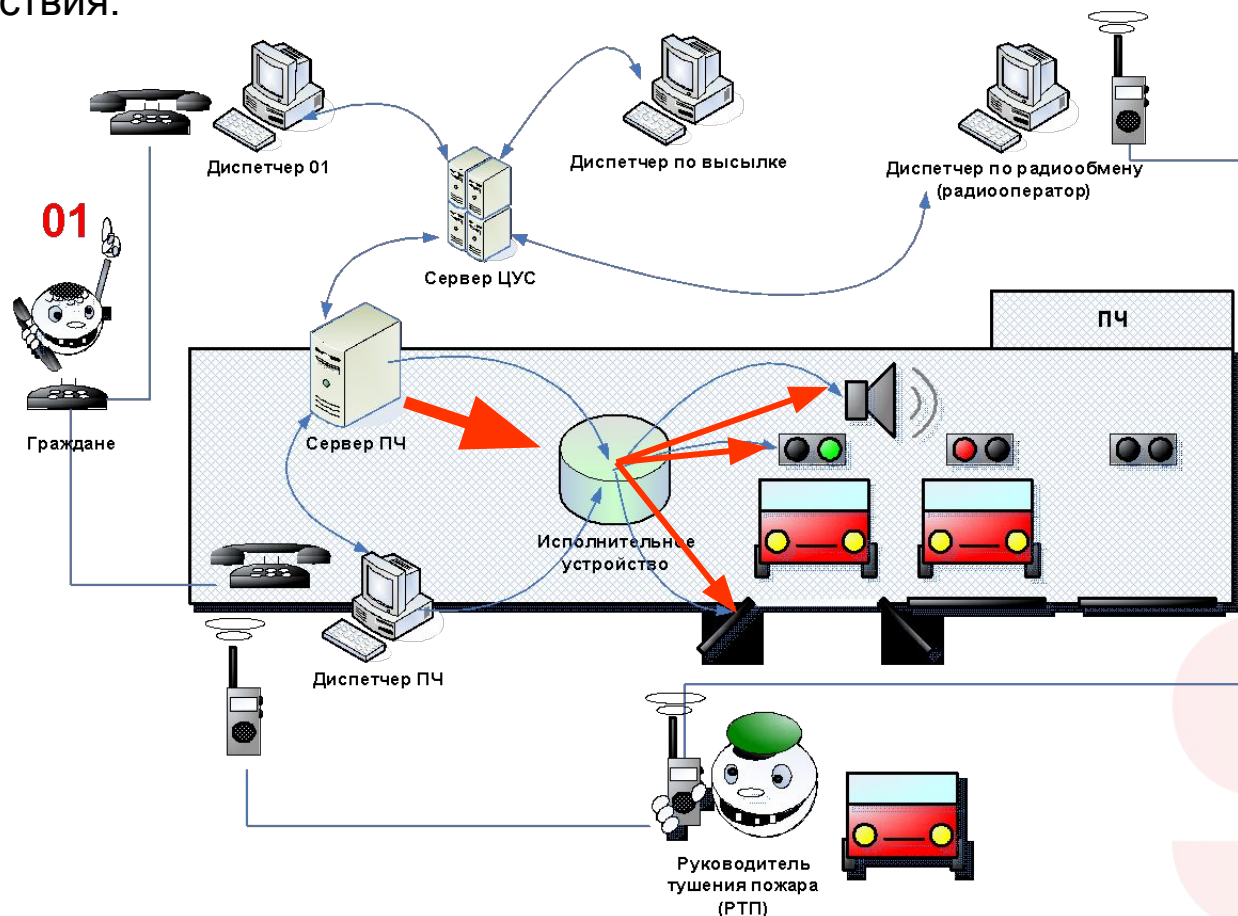 ствия.
Диспетчер 01
Диспетчер по высылке
Диспетчер по радиообмену
(радиооператор)
01
Сервер ЦУС
ПЧ
Граждане
Сервер ПЧ
Исполнительное
устройство
Диспетчер ПЧ
Руководитель
тушения пожара
(РТП)